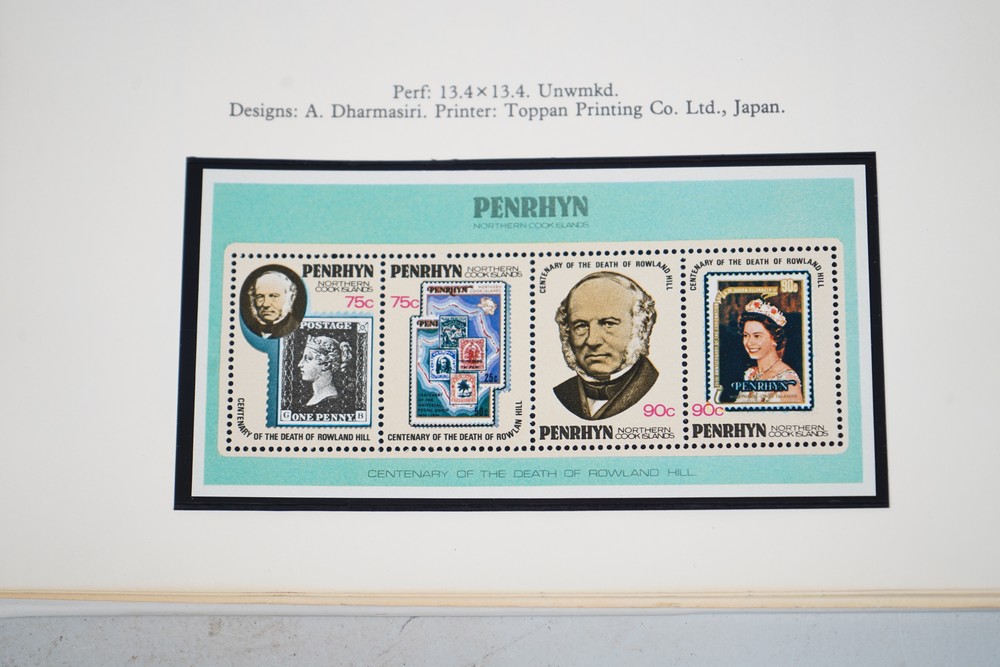 Perf: 13.4×13.4. Unwmkd.
Designs: A. Dharmasiri. Printer: Toppan Printing Co. Ltd., Japan.
PENRHYN
NORTHERN COOK ISLANDS
PENRHYN
NORTHERN
COOK ISLANDS
75c
POSTAGE
G ONE PENNY B
CENTENARY OF THE DEATH OF ROWLAND HILL
PENRHYN
NORTHERN
COOK ISLANDS
75c
PENRHYN
25c
CENTENARY OF THE DEATH OF ROWLAN HILL
CENTENARY OF THE DEATH OF ROWLAND HILL
90c
PENRHYN
NORTHERN
COOK ISLANDS
CENTENARY OF THE DEATH OF ROWLAND HILL
90c
PENRHYN
90c
PENRHYN
NORTHERN
COOK ISLANDS
CENTENARY OF THE DEATH OF ROWLAND HILL